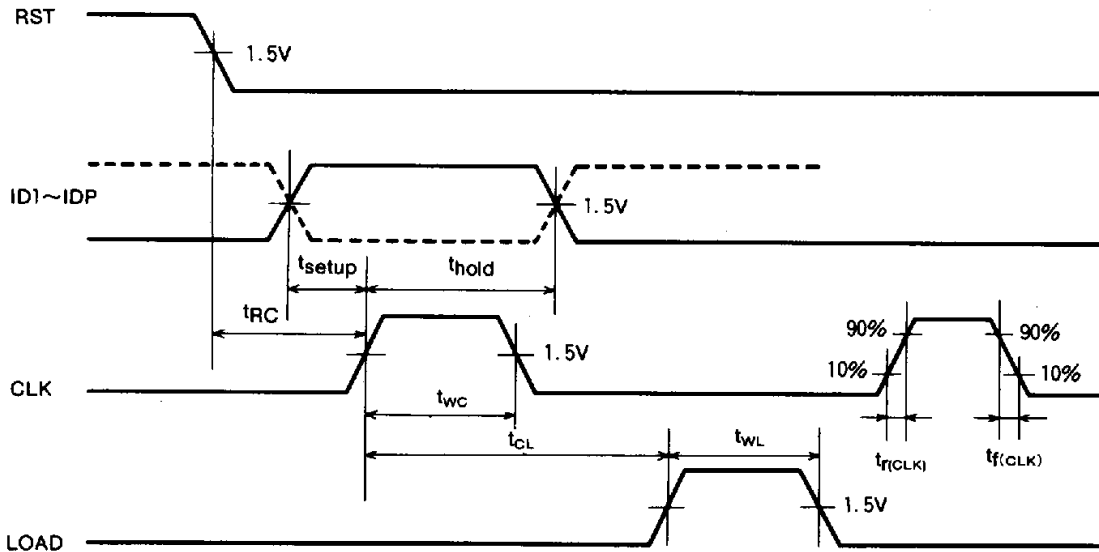 RST
1.5V
ID1~IDP
1.5V
tsetup
thold
tRC
90%
90%
1.5V
10%
10%
CLK
tWC
tCL
tWL
tr(CLK)
tf(CLK)
1.5V
LOAD